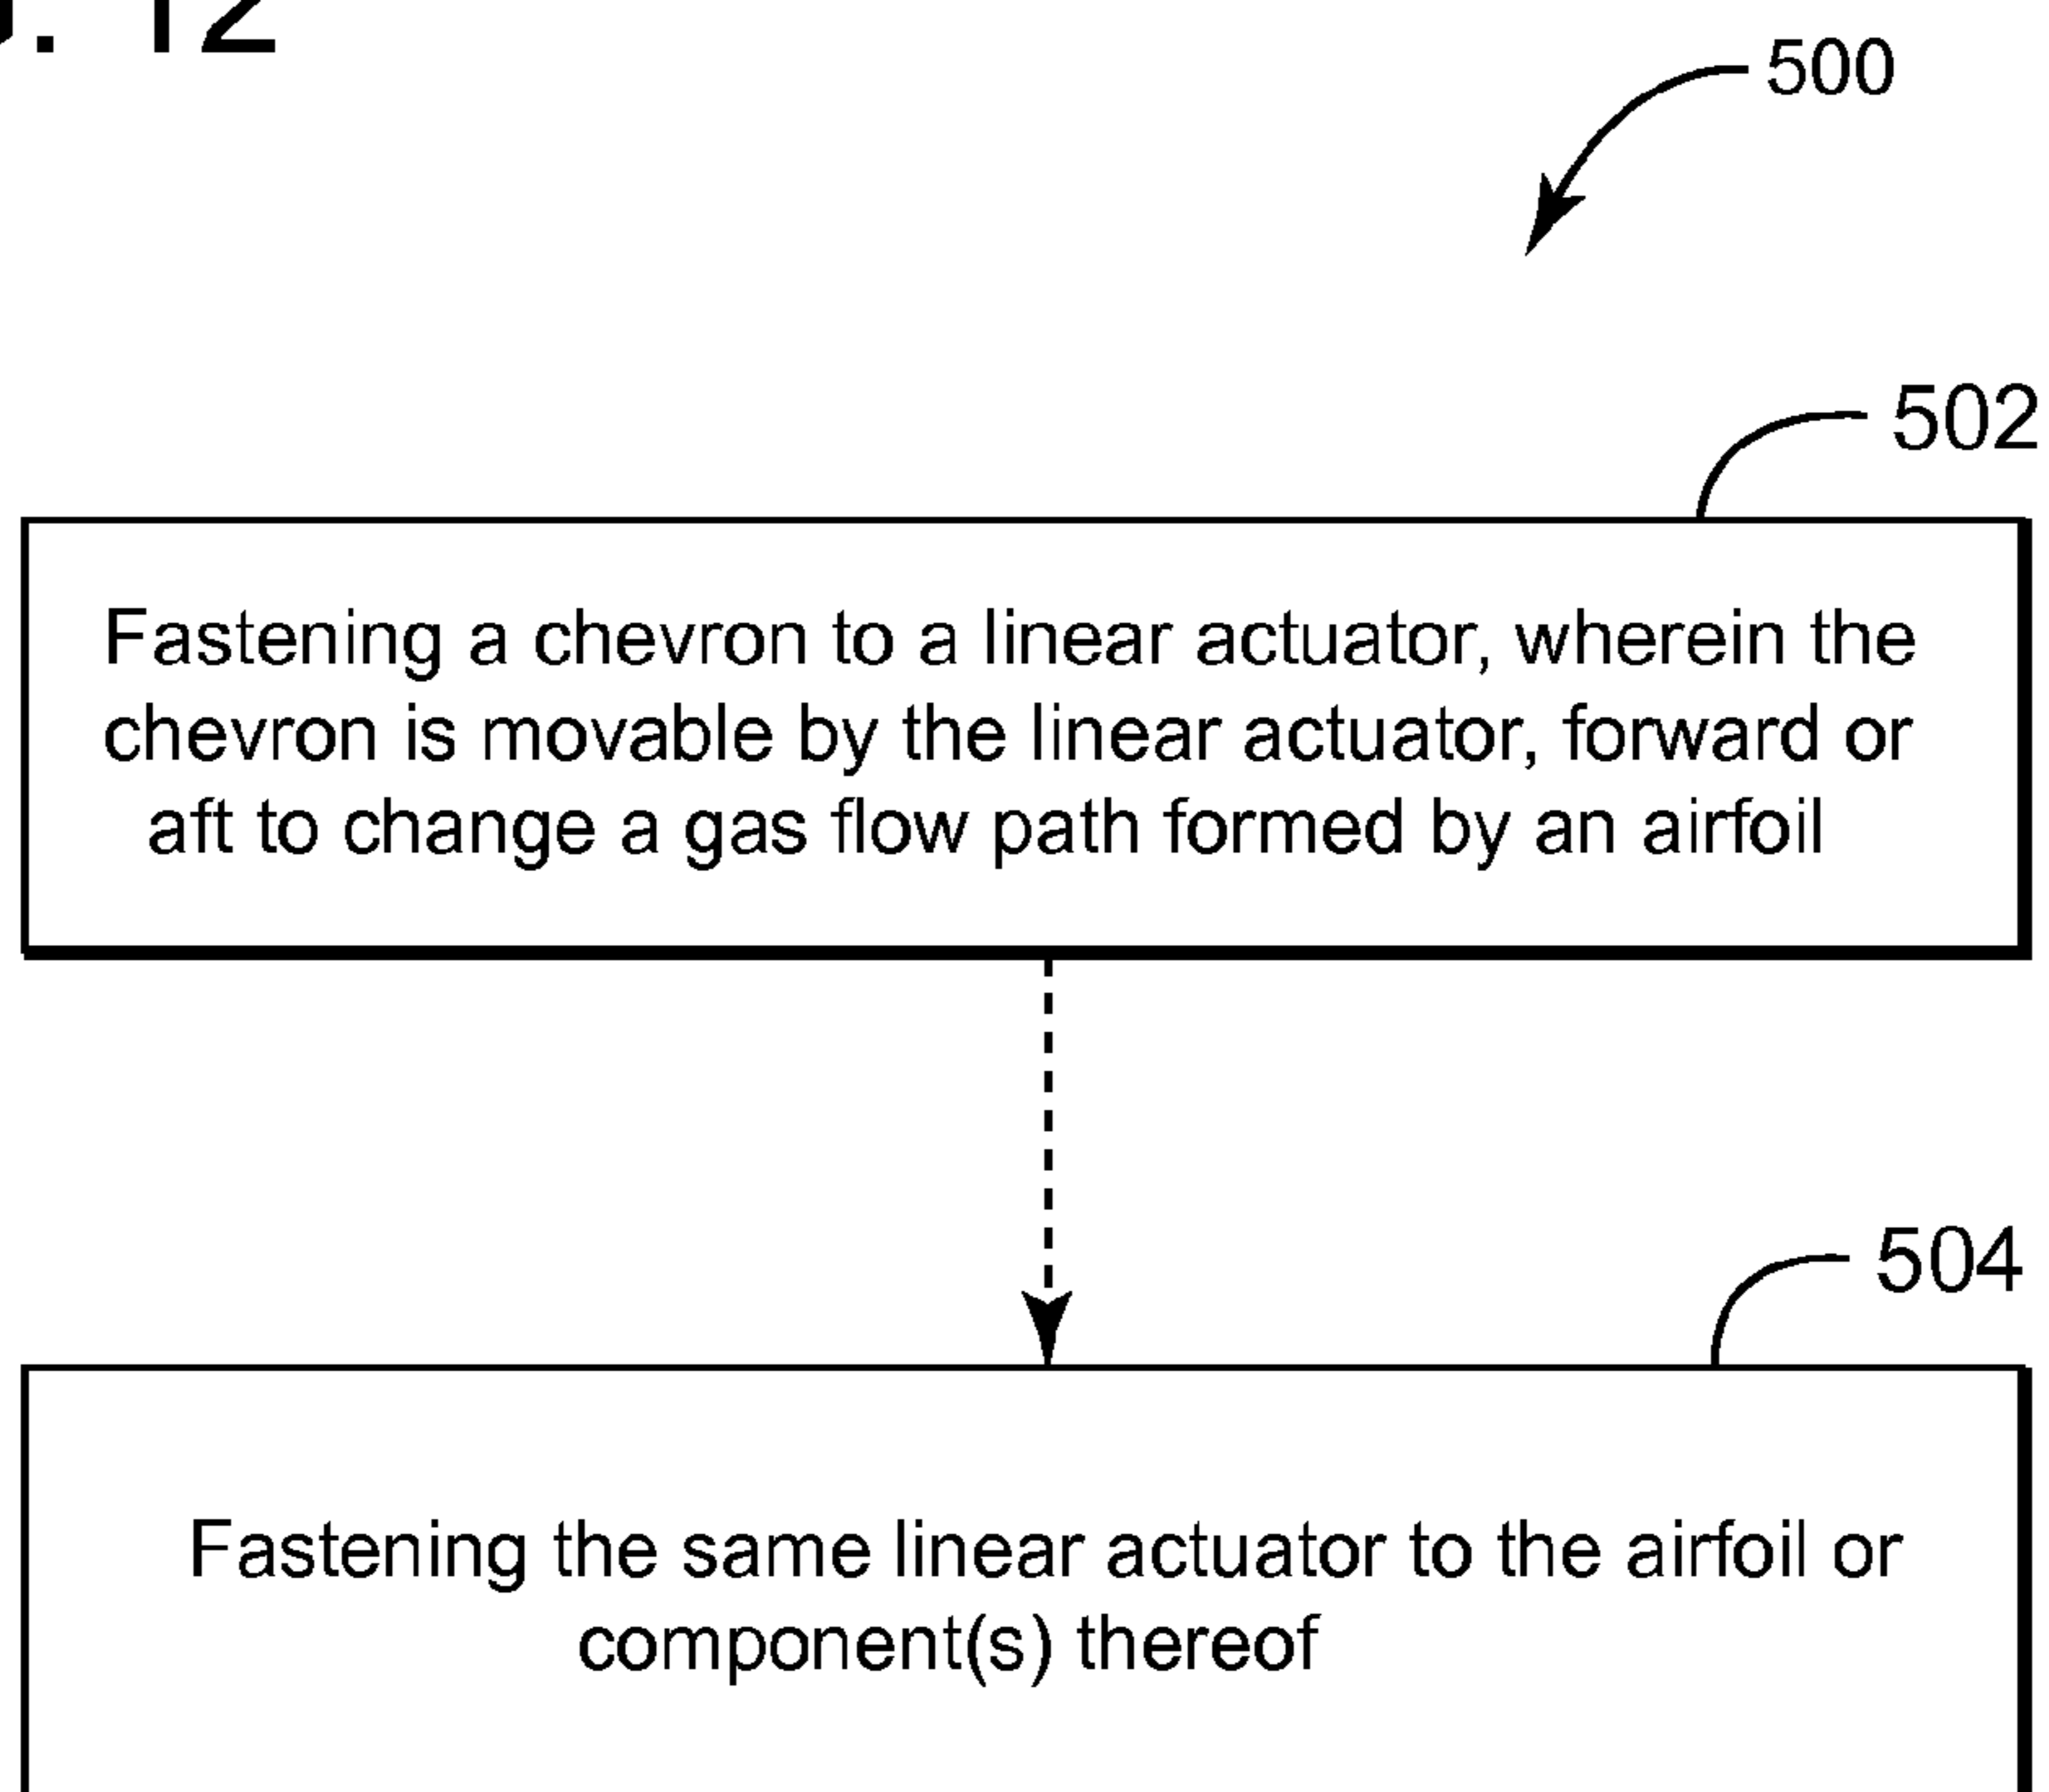 . 12
500
502
Fastening a chevron to a linear actuator, wherein the
chevron is movable by the linear actuator, forward or
aft to change a gas flow path formed by an airfoil
504
Fastening the same linear actuator to the airfoil or
component(s) thereof